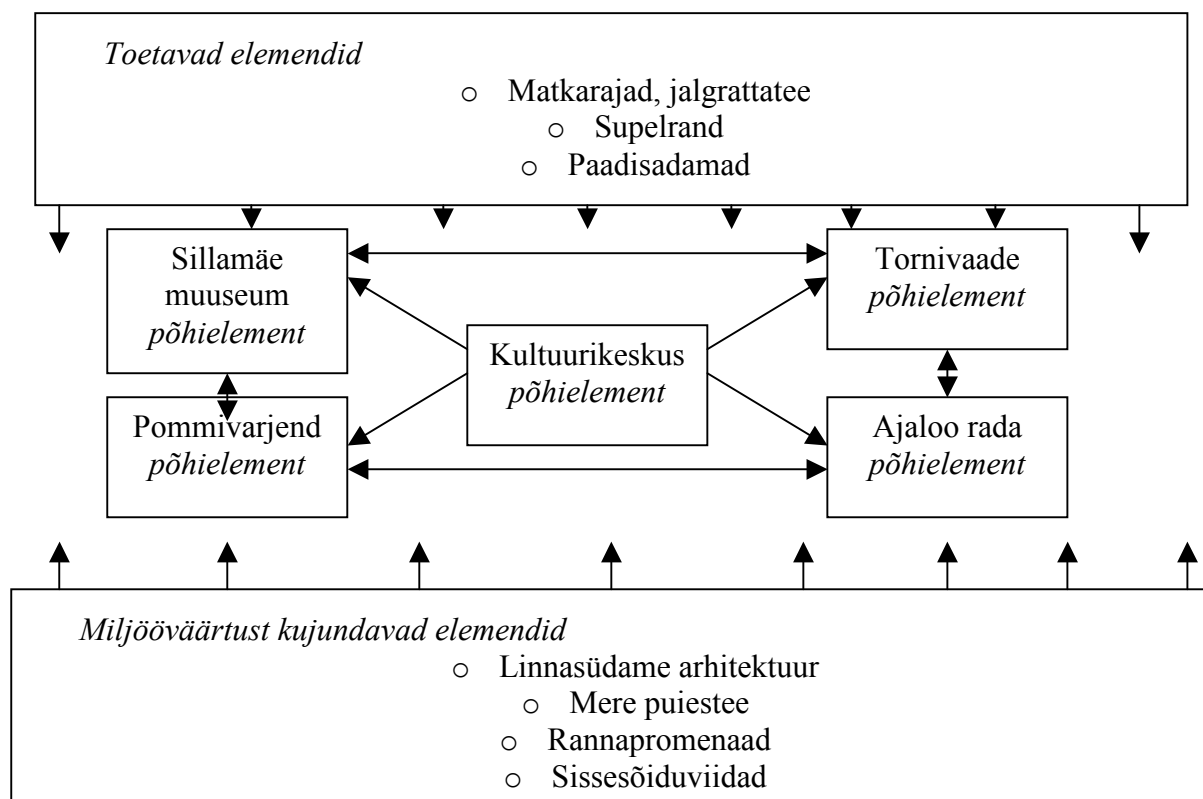 Toetavad elemendid
o Matkarajad, jalgrattatee
o Supelrand
o Paadisadamad
Sillamäe
muuseum
põhielement
Tornivaade
põhielement
Kultuurikeskus
põhielement
Pommivarjend
põhielement
Ajaloo rada
põhielement
Miljööväärtust kujundavad elemendid
o Linnasüdame arhitektuur
o Mere puiestee
o Rannapromenaad
o Sissesõiduviidad